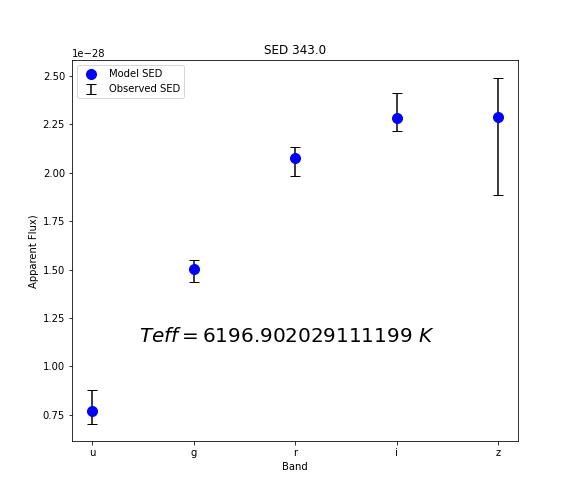 SED 343.0
1e−28
Model SED
Observed SED
2.50
2.25
2.00
1.75
1.50
1.25
1.00
0.75
Apparent Flux)
Teff = 6196.902029111199 K
u g r i z
Band